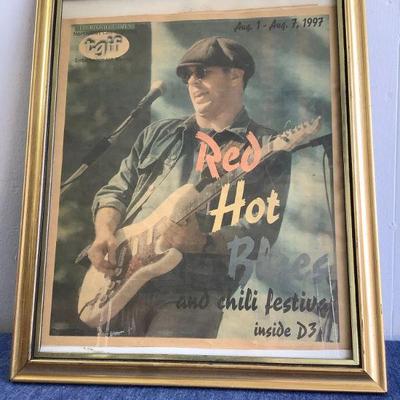 Aug. 1 - Aug. 7, 1997
Red
Hot
Blues
and chili festival
inside D3